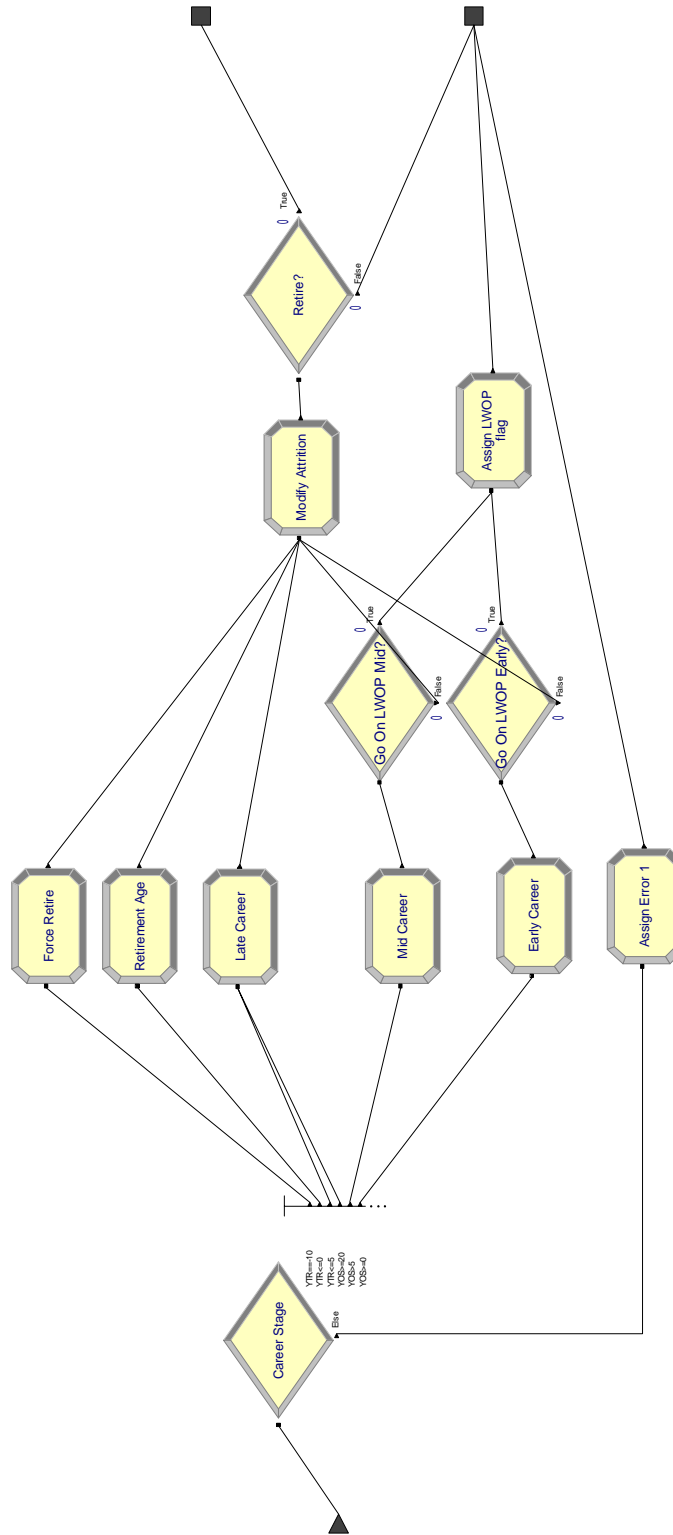 Career Stage
Else
YTR==-10
YTR<=0
YTR<=5
YOS>=20
YOS>5
YOS>=0
Force Retire
Retirement Age
Late Career
Mid Career
Early Career
Assign Error 1
Go On LWOP Mid?
0
True
0
False
Go On LWOP Early?
0
True
0
False
Modify Attrition
Assign LWOP
flag
Retire?
0
True
0
False